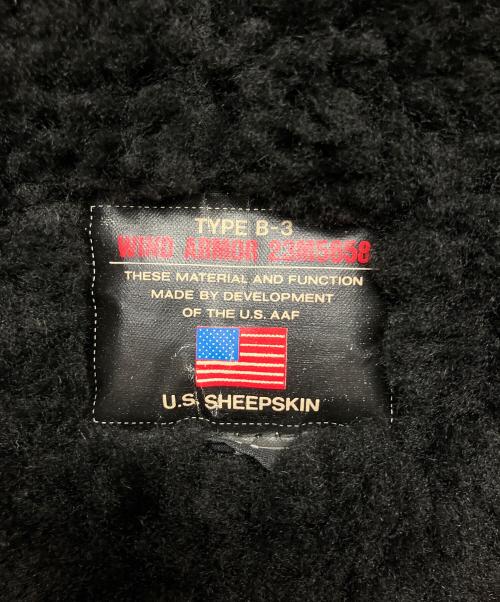 TYPE B-3
WIND ARMOR 23M5658
THESE MATERIAL AND FUNCTION
MADE BY DEVELOPMENT
OF THE U.S. AAF
U.S. SHEEPSKIN